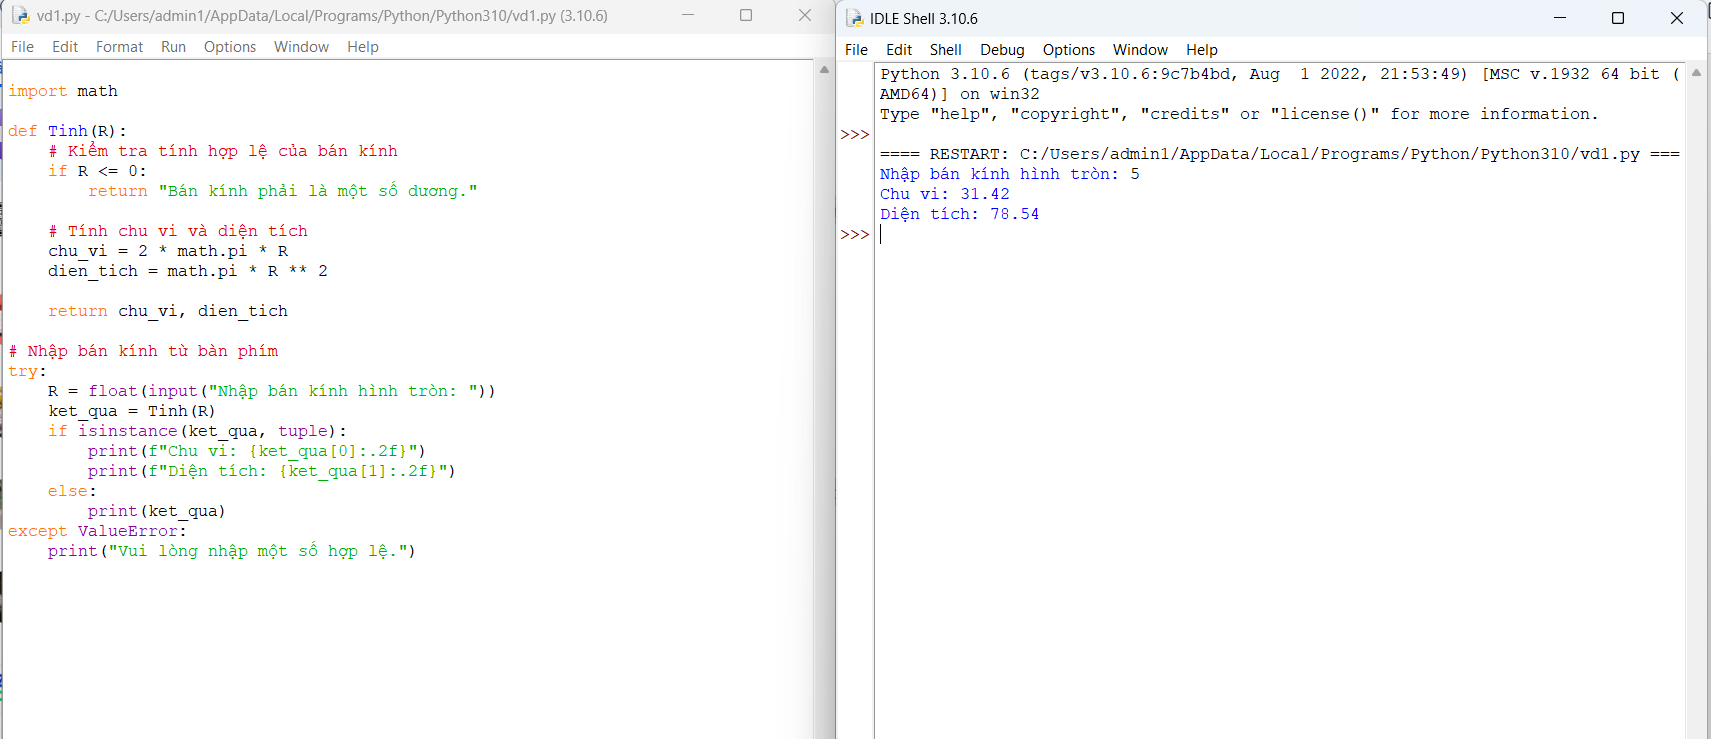 vd1.py - C:/Users/admin1/AppData/Local/Programs/Python/Python310/vd1.py (3.10.6)
File Edit Format Run Options Window Help
import math
def Tinh(R):
    # Kiểm tra tính hợp lệ của bán kính
    if R <= 0:
        return "Bán kính phải là một số dương."
    # Tính chu vi và diện tích
    chu_vi = 2 * math.pi * R
    dien_tich = math.pi * R ** 2
    return chu_vi, dien_tich
# Nhập bán kính từ bàn phím
try:
    R = float(input("Nhập bán kính hình tròn: "))
    ket_qua = Tinh(R)
    if isinstance(ket_qua, tuple):
        print(f"Chu vi: {ket_qua[0]:.2f}")
        print(f"Diện tích: {ket_qua[1]:.2f}")
    else:
        print(ket_qua)
except ValueError:
    print("Vui lòng nhập một số hợp lệ.")
IDLE Shell 3.10.6
File Edit Shell Debug Options Window Help
Python 3.10.6 (tags/v3.10.6:9c7b4bd, Aug  1 2022, 21:53:49) [MSC v.1932 64 bit (
AMD64)] on win32
Type "help", "copyright", "credits" or "license()" for more information.
>>>
==== RESTART: C:/Users/admin1/AppData/Local/Programs/Python/Python310/vd1.py ===
Nhập bán kính hình tròn: 5
Chu vi: 31.42
Diện tích: 78.54
>>>